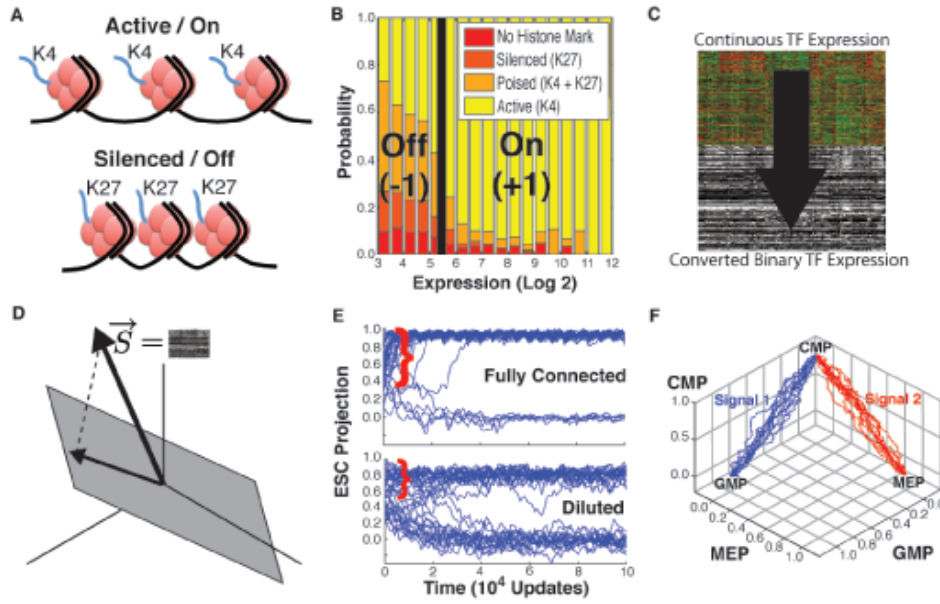 A
Active / On
K4
K4
K4
Silenced / Off
K27
K27
K27
B
Probability
1.0
0.8
0.6
0.4
0.2
0.0
No Histone Mark
Silenced (K27)
Poised (K4 + K27)
Active (K4)
Off
(-1)
On
(+1)
3 4 5 6 7 8 9 10 11 12
Expression (Log 2)
C
Continuous TF Expression
Converted Binary TF Expression
D
S =
E
ESC Projection
1.0
0.8
0.6
0.4
0.2
0.0
Fully Connected
1.0
0.8
0.6
0.4
0.2
0.0
Diluted
0 2 4 6 8 10
Time (10⁴ Updates)
F
CMP
CMP
1.0
0.5
0.0
Signal 1
Signal 2
GMP
MEP
0.0
0.2
0.4
0.6
0.8
1.0
MEP
0.0
0.2
0.4
0.6
0.8
1.0
GMP